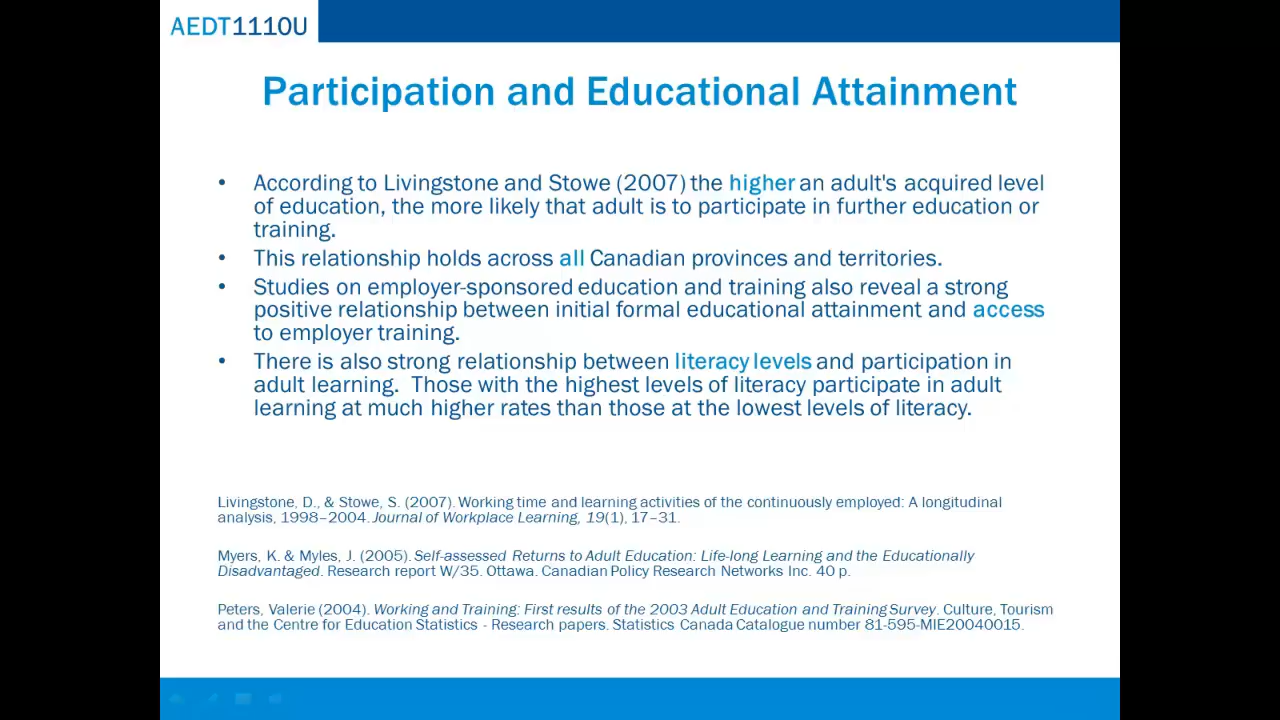 AEDT1110U
Participation and Educational Attainment
• According to Livingstone and Stowe (2007) the higher an adult's acquired level
of education, the more likely that adult is to participate in further education or
training.
• This relationship holds across all Canadian provinces and territories.
• Studies on employer-sponsored education and training also reveal a strong
positive relationship between initial formal educational attainment and access
to employer training.
• There is also strong relationship between literacy levels and participation in
adult learning.  Those with the highest levels of literacy participate in adult
learning at much higher rates than those at the lowest levels of literacy.
Livingstone, D., & Stowe, S. (2007). Working time and learning activities of the continuously employed: A longitudinal
analysis, 1998–2004. Journal of Workplace Learning, 19(1), 17–31.
Myers, K. & Myles, J. (2005). Self-assessed Returns to Adult Education: Life-long Learning and the Educationally
Disadvantaged. Research report W/35. Ottawa. Canadian Policy Research Networks Inc. 40 p.
Peters, Valerie (2004). Working and Training: First results of the 2003 Adult Education and Training Survey. Culture, Tourism
and the Centre for Education Statistics - Research papers. Statistics Canada Catalogue number 81-595-MIE20040015.